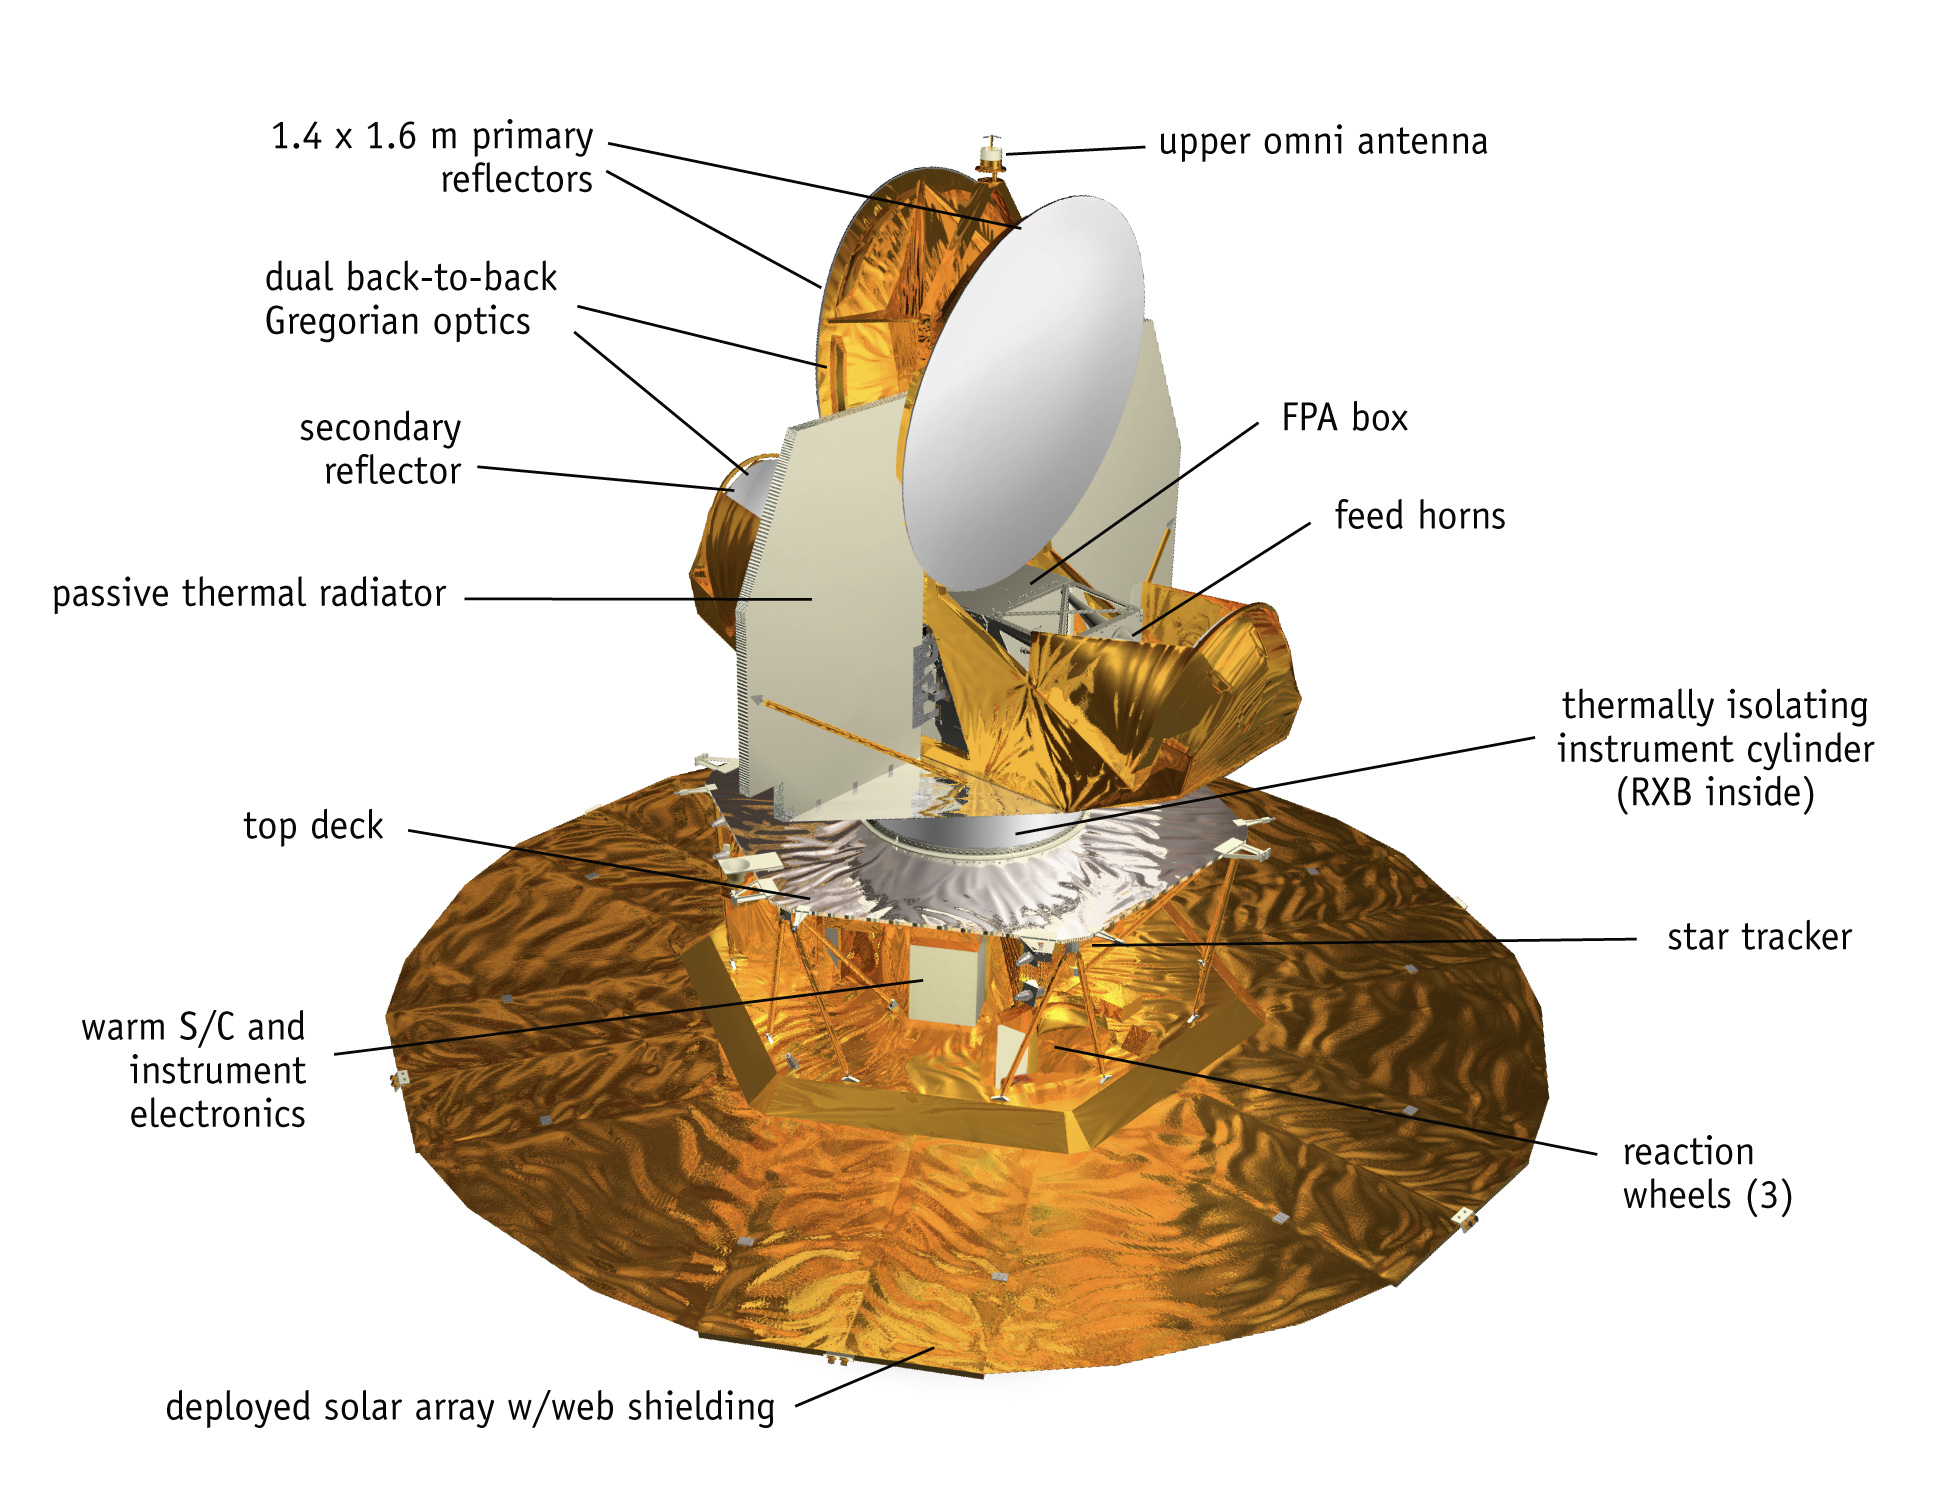 1.4 x 1.6 m primary
reflectors
upper omni antenna
dual back-to-back
Gregorian optics
secondary
reflector
FPA box
feed horns
passive thermal radiator
thermally isolating
instrument cylinder
(RXB inside)
top deck
star tracker
warm S/C and
instrument
electronics
reaction
wheels (3)
deployed solar array w/web shielding